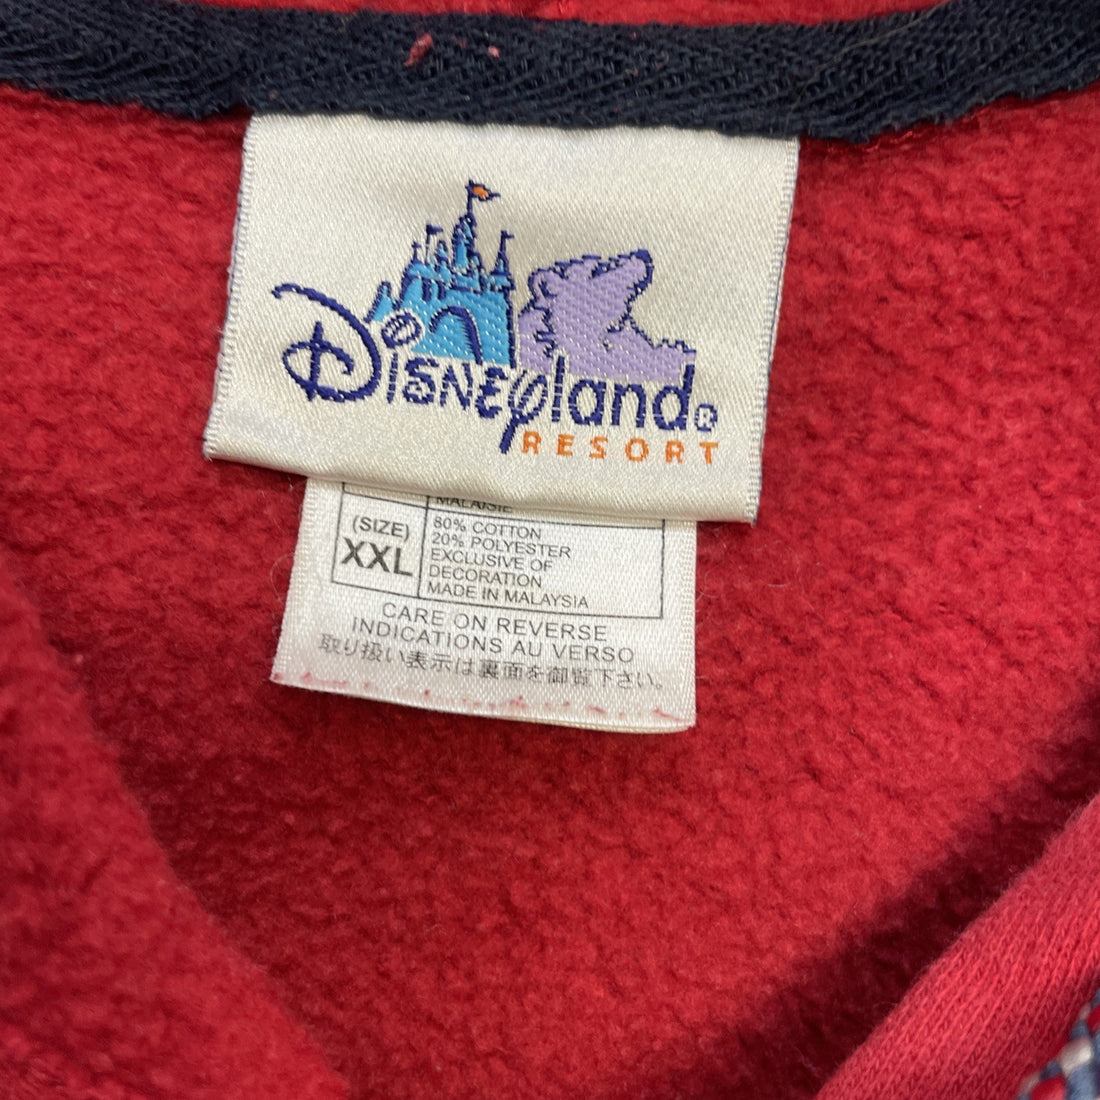 Disneyland®
RESORT
MALAISIE
(SIZE)
XXL
80% COTTON
20% POLYESTER
EXCLUSIVE OF
DECORATION
MADE IN MALAYSIA
CARE ON REVERSE
INDICATIONS AU VERSO
取り扱い表示は裏面を御覧下さい。